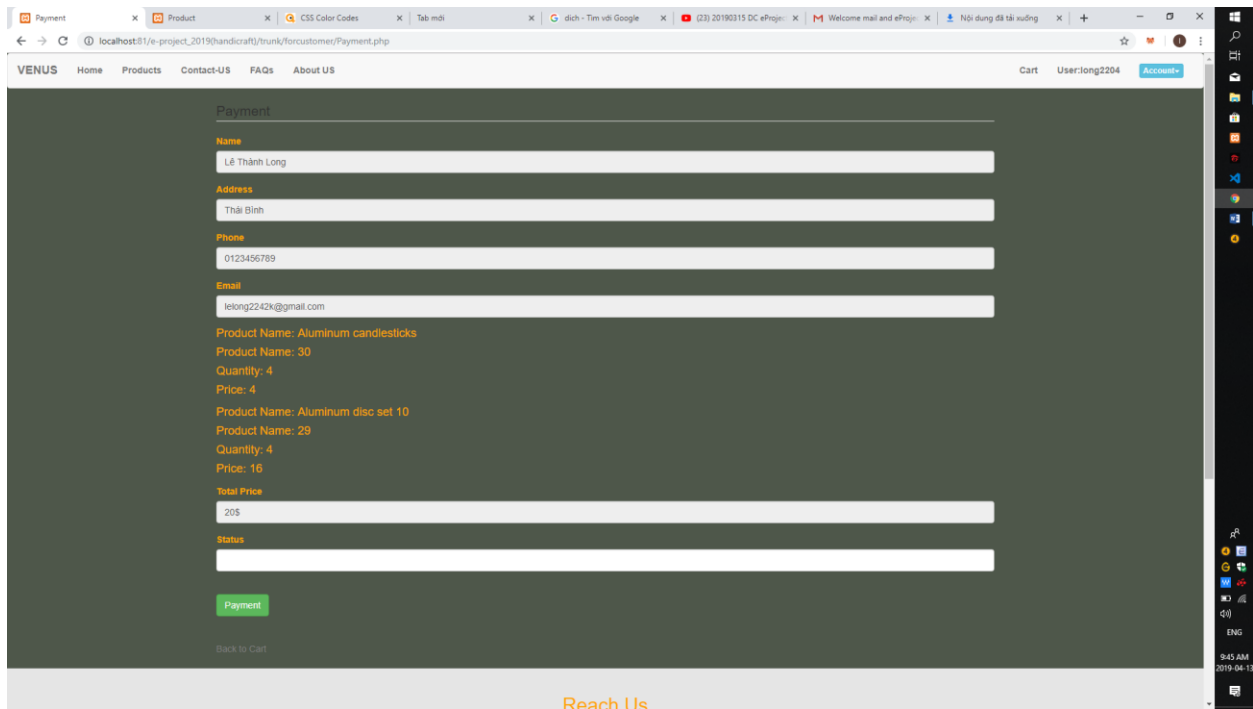 Payment
Product
CSS Color Codes
Tab mới
dich - Tìm với Google
(23) 20190315 DC eProjec
Welcome mail and eProje
Nội dung đã tải xuống
localhost:81/e-project_2019(handicraft)/trunk/forcustomer/Payment.php
VENUS Home Products Contact-US FAQs About US Cart User:long2204 Account
Payment
Name
Lê Thành Long
Address
Thái Bình
Phone
0123456789
Email
lelong2242k@gmail.com
Product Name: Aluminum candlesticks
Product Name: 30
Quantity: 4
Price: 4
Product Name: Aluminum disc set 10
Product Name: 29
Quantity: 4
Price: 16
Total Price
20$
Status
Payment
Back to Cart
Reach Us
ENG
9:45 AM
2019-04-13